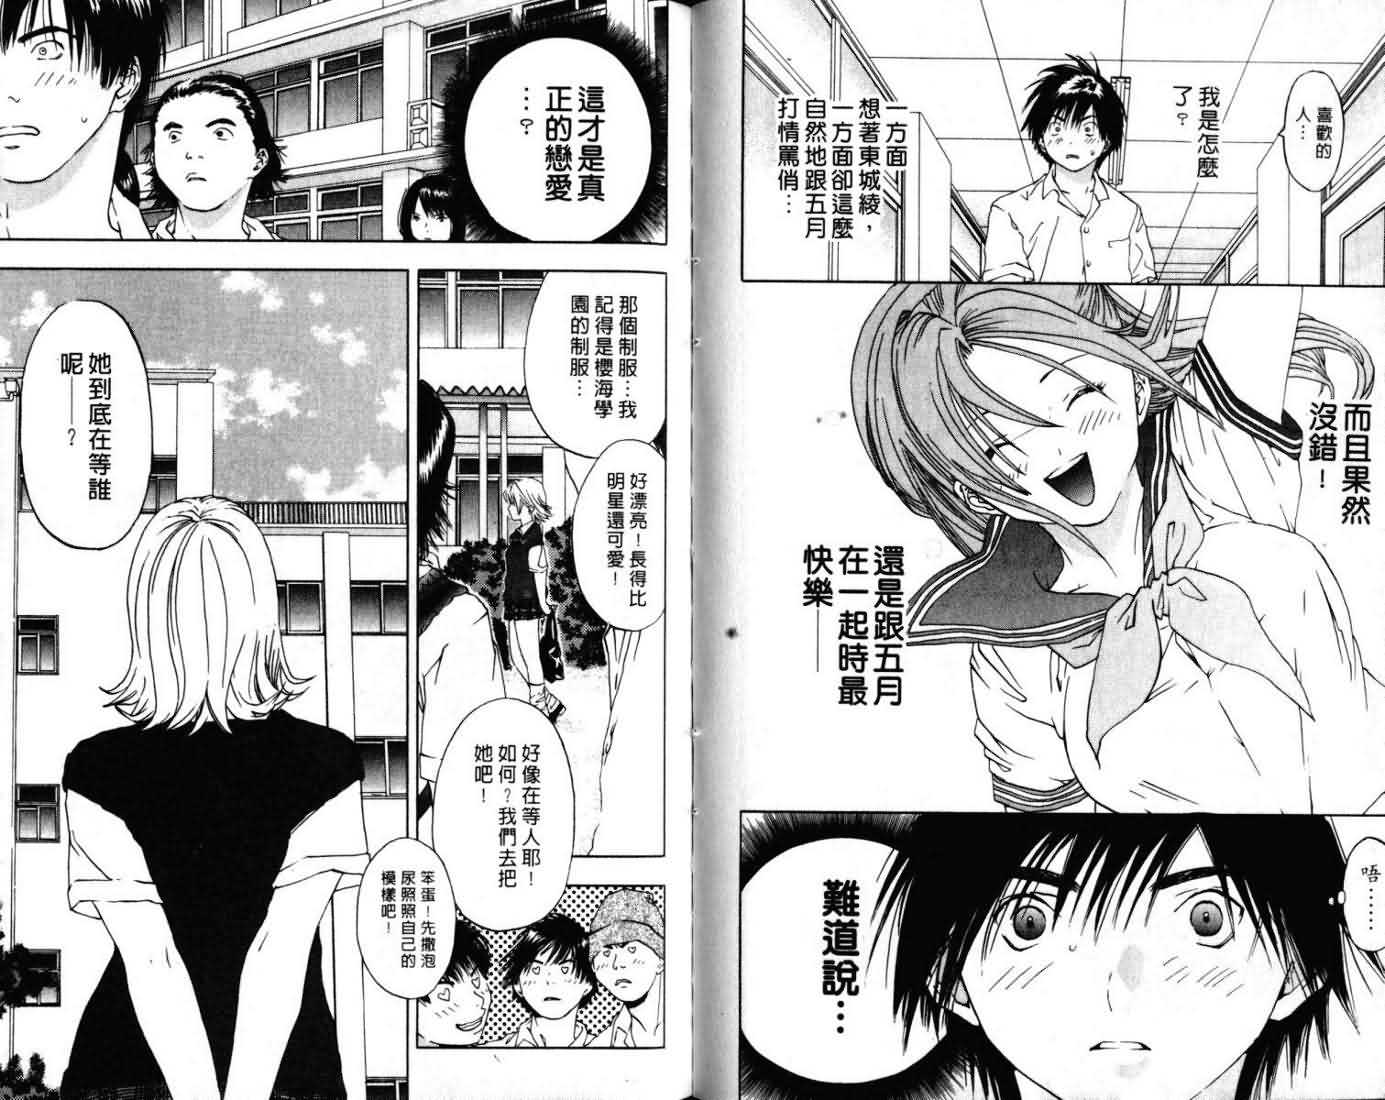 喜歡的
人…
我是怎麼
了？
一方面
想著東城綾，
一方面卻這麼
自然地跟五月
打情罵俏…
而且果然
沒錯！
還是跟五月
在一起時最
快樂——
唔……
難道說…
這才是真
正的戀愛
…？
那個制服…我
記得是櫻海學
園的制服…
好漂亮！長得比
明星還可愛！
好像在等人耶！
如何？我們去把
她吧！
笨蛋！先撒泡
尿照照自己的
模樣吧！
她到底在等誰
呢——？